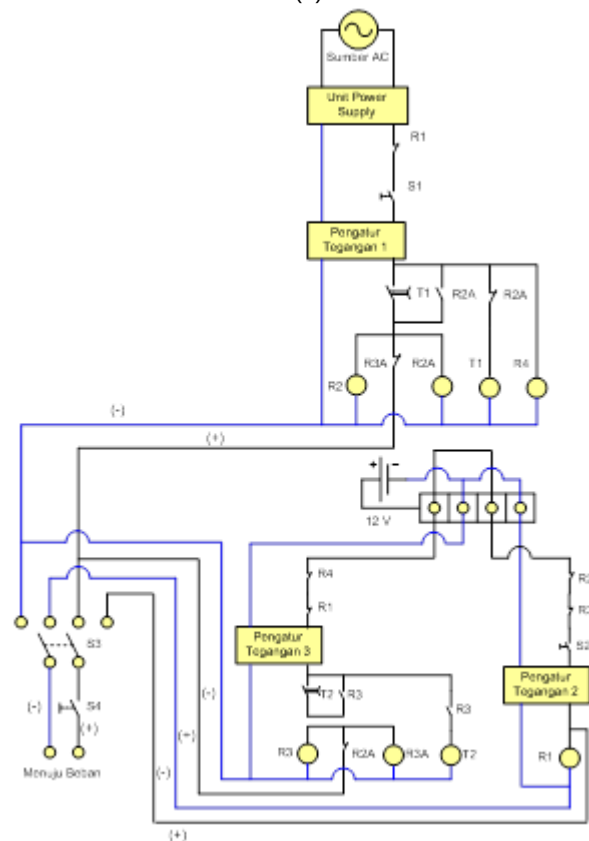 Sumber AC
Unit Power
Supply
R1
S1
Pengatur
Tegangan 1
T1
R2A
R2A
R3A
R2A
T1
R4
R2
(-)
(+)
+
-
12 V
R4
R1
S3
Pengatur
Tegangan 3
Pengatur
Tegangan 2
T2
R3
R3
(-)
S4
(-)
(+)
(+)
R3
R2A
R3A
T2
R1
Menuju Beban
(-)
(+)